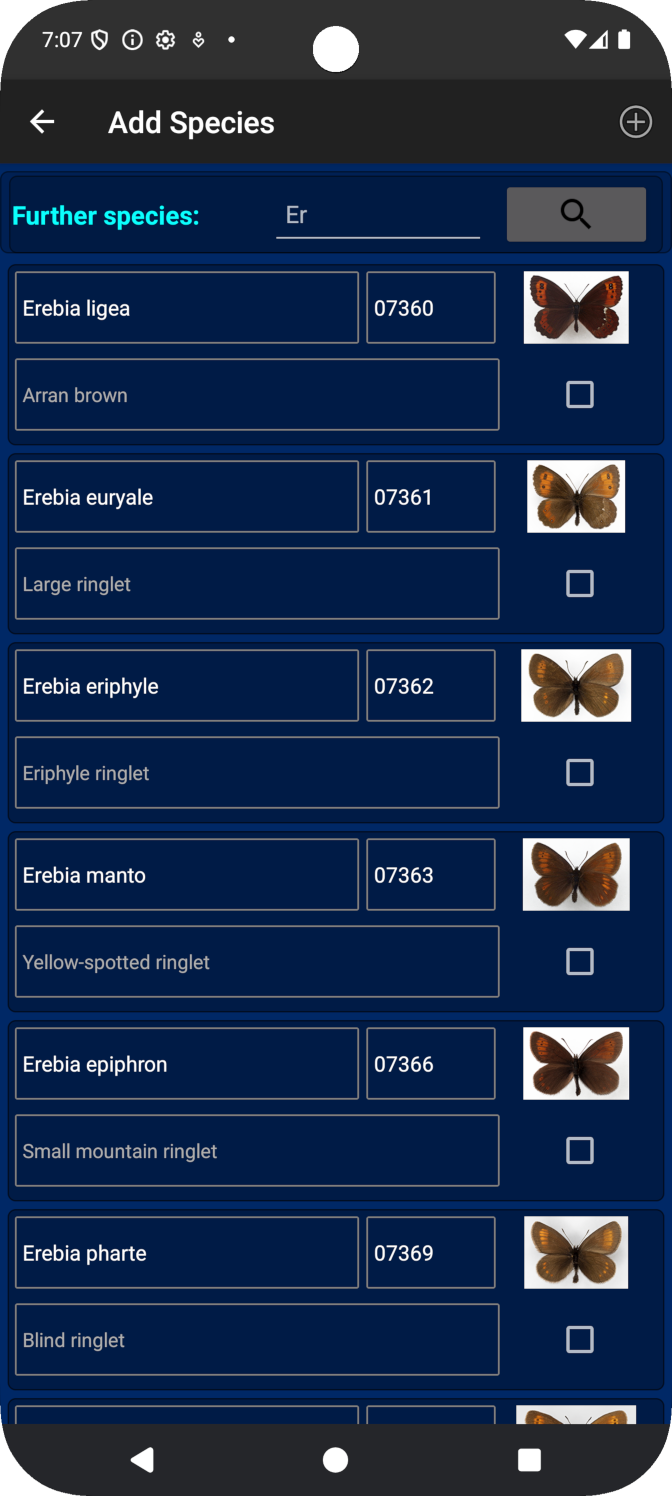 7:07
Add Species
Further species: Er
Erebia ligea 07360
Arran brown
Erebia euryale 07361
Large ringlet
Erebia eriphyle 07362
Eriphyle ringlet
Erebia manto 07363
Yellow-spotted ringlet
Erebia epiphron 07366
Small mountain ringlet
Erebia pharte 07369
Blind ringlet